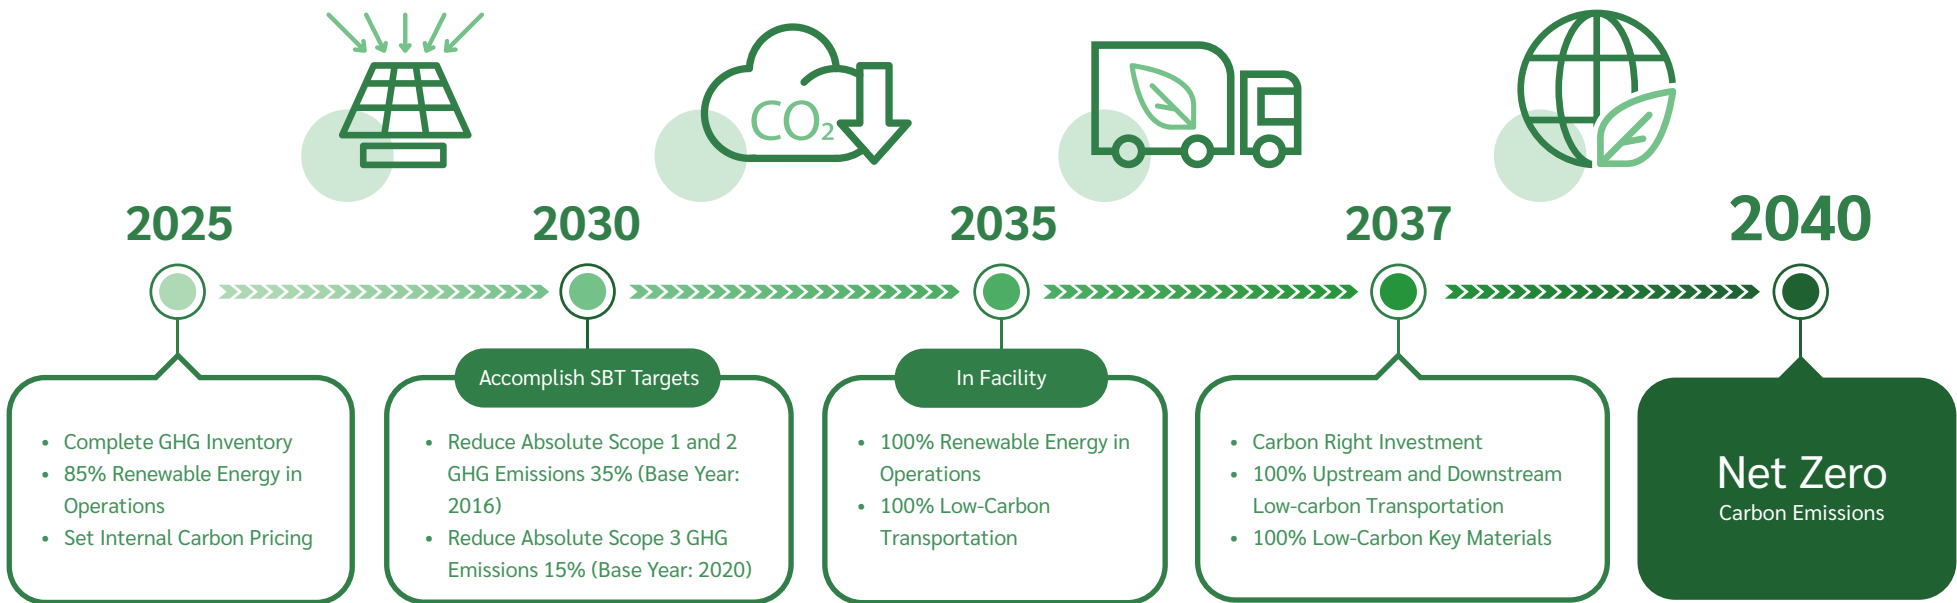 CO₂
2025
2030
2035
2037
2040
• Complete GHG Inventory
• 85% Renewable Energy in
Operations
• Set Internal Carbon Pricing
Accomplish SBT Targets
• Reduce Absolute Scope 1 and 2
GHG Emissions 35% (Base Year:
2016)
• Reduce Absolute Scope 3 GHG
Emissions 15% (Base Year: 2020)
In Facility
• 100% Renewable Energy in
Operations
• 100% Low-Carbon
Transportation
• Carbon Right Investment
• 100% Upstream and Downstream
Low-carbon Transportation
• 100% Low-Carbon Key Materials
Net Zero
Carbon Emissions